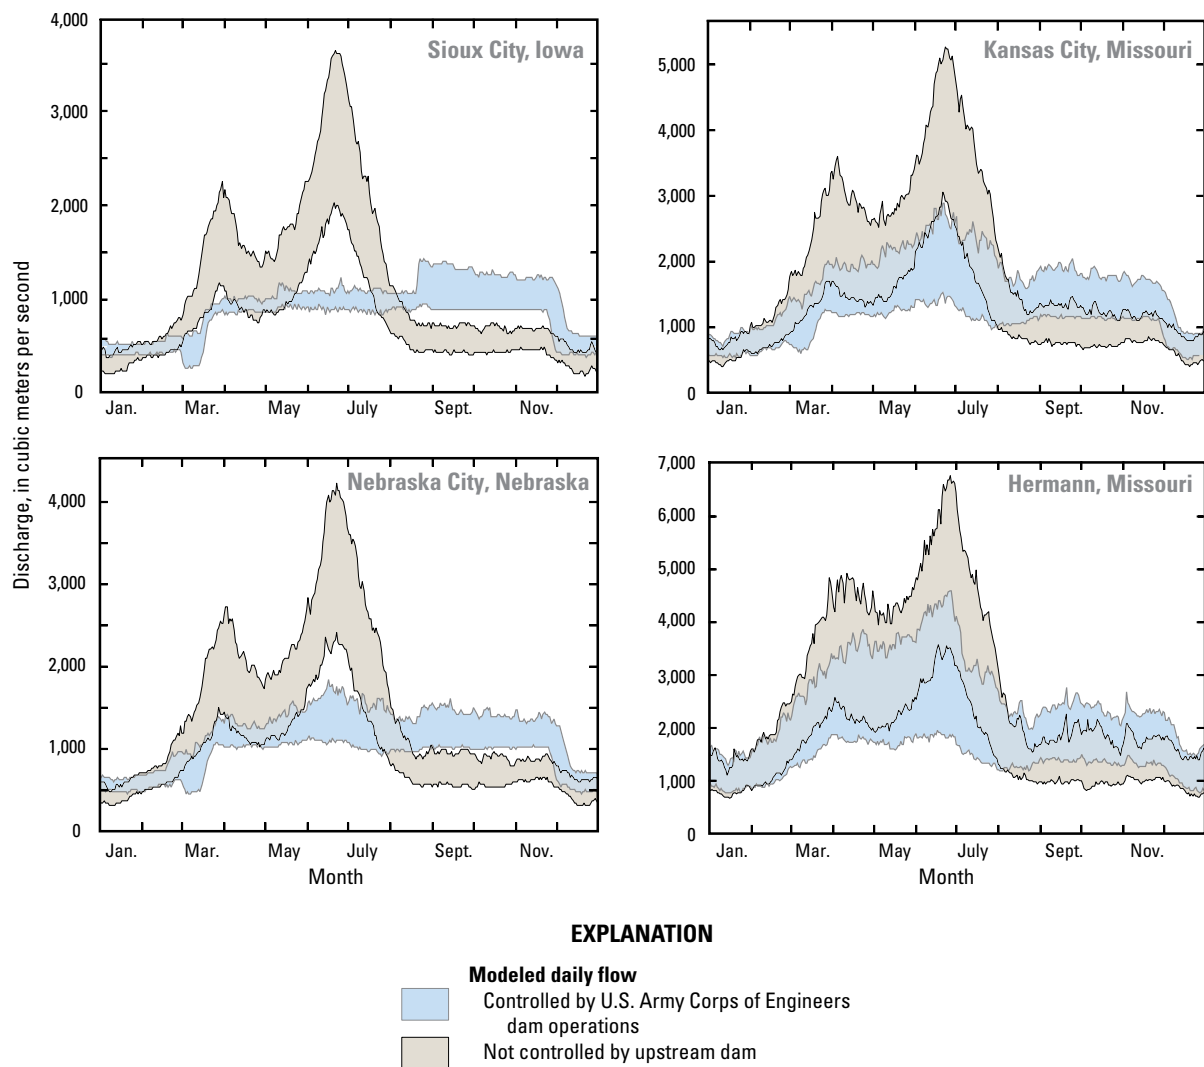 Discharge, in cubic meters per second
Sioux City, Iowa
4,000
3,000
2,000
1,000
0
Jan.
Mar.
May
July
Sept.
Nov.
Kansas City, Missouri
5,000
4,000
3,000
2,000
1,000
0
Jan.
Mar.
May
July
Sept.
Nov.
Nebraska City, Nebraska
4,000
3,000
2,000
1,000
0
Jan.
Mar.
May
July
Sept.
Nov.
Month
Hermann, Missouri
7,000
6,000
5,000
4,000
3,000
2,000
1,000
0
Jan.
Mar.
May
July
Sept.
Nov.
Month
EXPLANATION
Modeled daily flow
Controlled by U.S. Army Corps of Engineers
dam operations
Not controlled by upstream dam